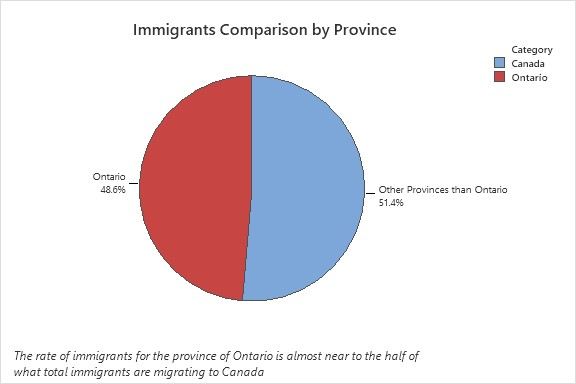 Immigrants Comparison by Province
Category
Canada
Ontario
Ontario
48.6%
Other Provinces than Ontario
51.4%
The rate of immigrants for the province of Ontario is almost near to the half of
what total immigrants are migrating to Canada